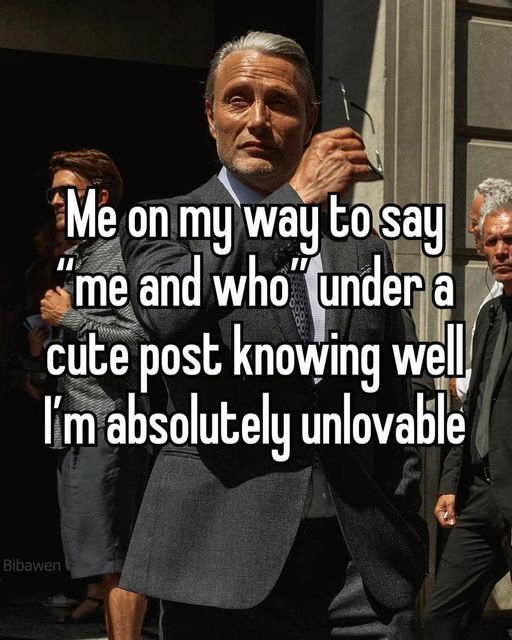 Me on my way to say
“me and who” under a
cute post knowing well
I’m absolutely unlovable
Bibawen